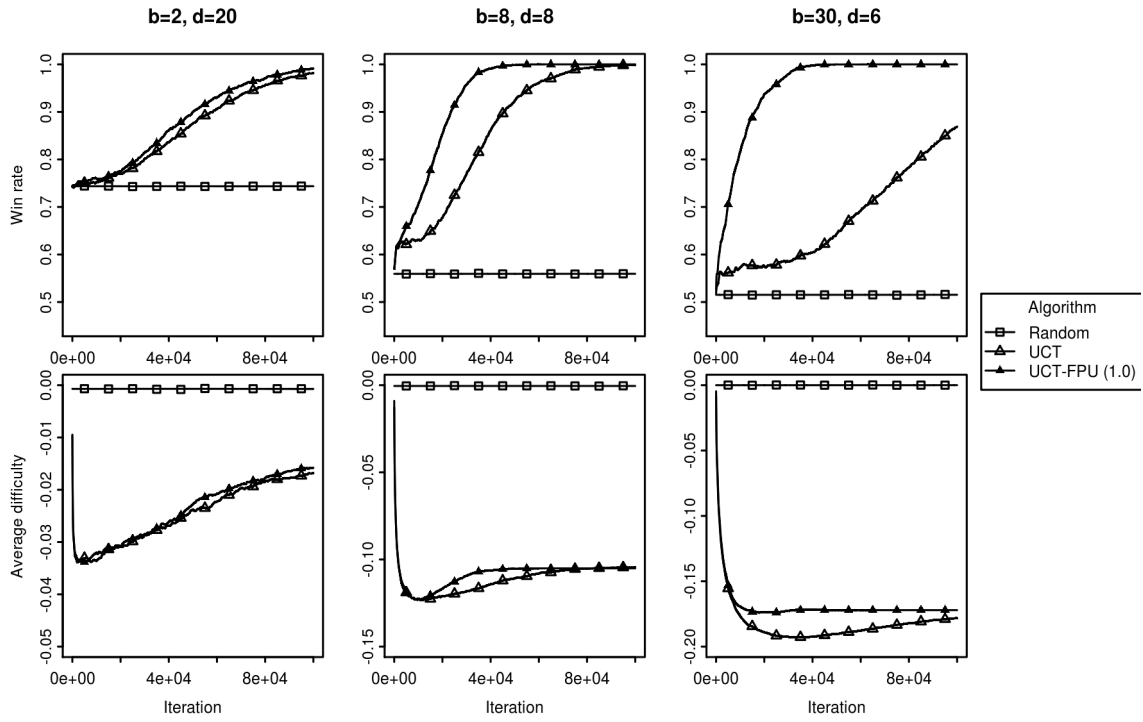 b=2, d=20
b=8, d=8
b=30, d=6
Win rate
1.0
0.9
0.8
0.7
0.6
0.5
0e+00 4e+04 8e+04
1.0
0.9
0.8
0.7
0.6
0.5
0e+00 4e+04 8e+04
1.0
0.9
0.8
0.7
0.6
0.5
0e+00 4e+04 8e+04
Algorithm
Random
UCT
UCT-FPU (1.0)
Average difficulty
0.00
-0.01
-0.02
-0.03
-0.04
-0.05
0e+00 4e+04 8e+04
Iteration
0.00
-0.05
-0.10
-0.15
0e+00 4e+04 8e+04
Iteration
0.00
-0.05
-0.10
-0.15
-0.20
0e+00 4e+04 8e+04
Iteration